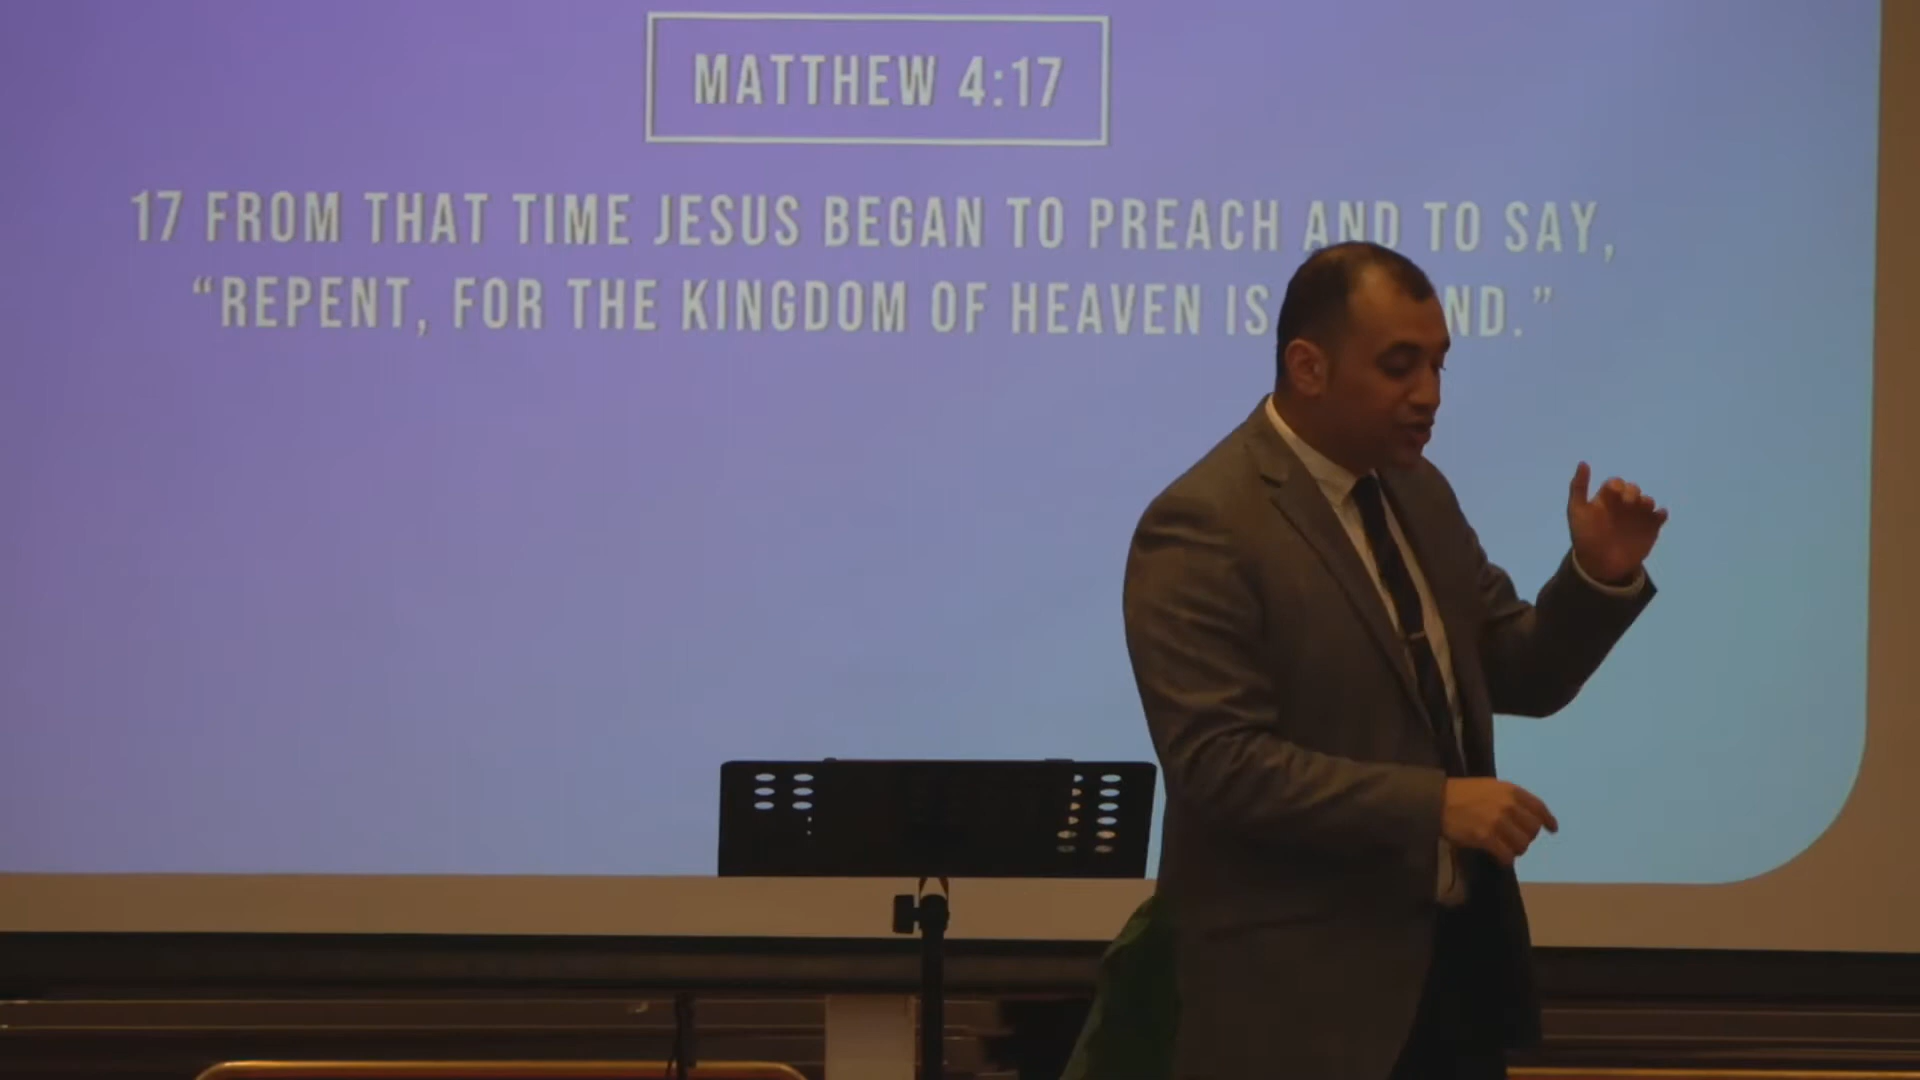 MATTHEW 4:17
17 FROM THAT TIME JESUS BEGAN TO PREACH AND TO SAY,
“REPENT, FOR THE KINGDOM OF HEAVEN IS